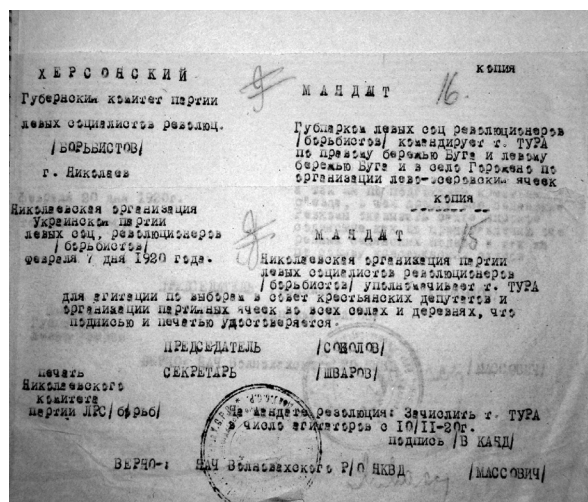 копия
ХЕРСОНСКИЙ
Губернский комитет партии
левых социалистов революц.
/БОРЬБИСТОВ/
г. Николаев
МАНДАТ 16.
Губпарком левых соц революционеров
/борьбистов/ командирует т. ТУРА
по правому бережью Буга и левому
бережью Буга и в село Горожено по
организации лево-эсеровским ячеек
копия
Николаевская организация
Украинской партии
левых соц, революционеров
/борьбистов/
февраля 7 дня 1920 года.
МАНДАТ 15
Николаевская организация партии
левых социалистов революционеров
/борьбистов/ уполномачивает т. ТУРА
для агитации по выборам в совет крестьянских депутатов и
организации партийных ячеек во всех селах и деревнях, что
подписью и печатью удостоверяется.
ПРЕДСЕДАТЕЛЬ /СОКОЛОВ/
СЕКРЕТАРЬ /ШВАРОВ/
печать
Николаевского
комитета
партии ЛРС/борьб/
На мандате резолюция: Зачислить т. ТУРА
в число агитаторов с 10/II-20г.
подпись /В КАНД/
ВЕРНО-: НАЧ Волновахского Р/О НКВД /МАССОВИЧ/